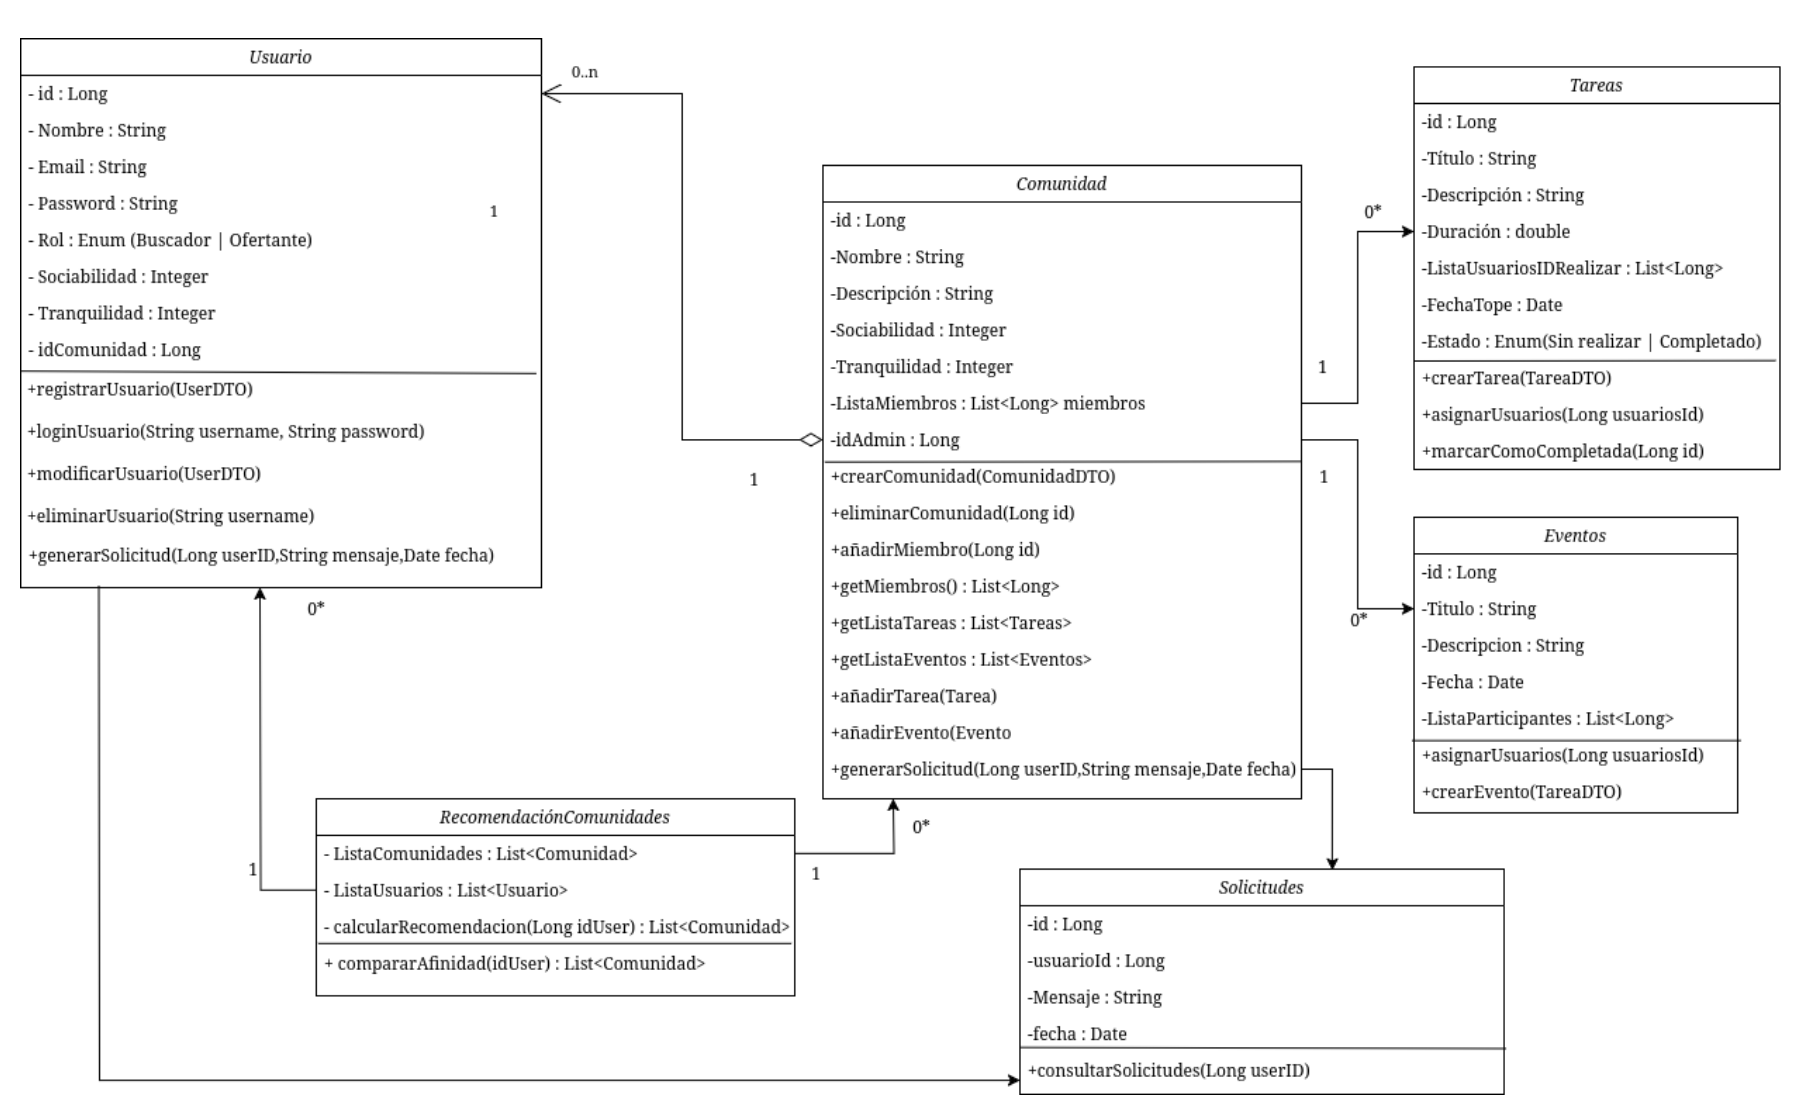 Usuario
- id : Long
- Nombre : String
- Email : String
- Password : String
- Rol : Enum (Buscador | Ofertante)
- Sociabilidad : Integer
- Tranquilidad : Integer
- idComunidad : Long
+registrarUsuario(UserDTO)
+loginUsuario(String username, String password)
+modificarUsuario(UserDTO)
+eliminarUsuario(String username)
+generarSolicitud(Long userID,String mensaje,Date fecha)
1
0..n
1
0*
1
Comunidad
-id : Long
-Nombre : String
-Descripción : String
-Sociabilidad : Integer
-Tranquilidad : Integer
-ListaMiembros : List<Long> miembros
-idAdmin : Long
+crearComunidad(ComunidadDTO)
+eliminarComunidad(Long id)
+añadirMiembro(Long id)
+getMiembros() : List<Long>
+getListaTareas : List<Tareas>
+getListaEventos : List<Eventos>
+añadirTarea(Tarea)
+añadirEvento(Evento
+generarSolicitud(Long userID,String mensaje,Date fecha)
0*
1
1
0*
1
0*
Tareas
-id : Long
-Título : String
-Descripción : String
-Duración : double
-ListaUsuariosIDRealizar : List<Long>
-FechaTope : Date
-Estado : Enum(Sin realizar | Completado)
+crearTarea(TareaDTO)
+asignarUsuarios(Long usuariosId)
+marcarComoCompletada(Long id)
Eventos
-id : Long
-Titulo : String
-Descripcion : String
-Fecha : Date
-ListaParticipantes : List<Long>
+asignarUsuarios(Long usuariosId)
+crearEvento(TareaDTO)
RecomendaciónComunidades
- ListaComunidades : List<Comunidad>
- ListaUsuarios : List<Usuario>
- calcularRecomendacion(Long idUser) : List<Comunidad>
+ compararAfinidad(idUser) : List<Comunidad>
Solicitudes
-id : Long
-usuarioId : Long
-Mensaje : String
-fecha : Date
+consultarSolicitudes(Long userID)